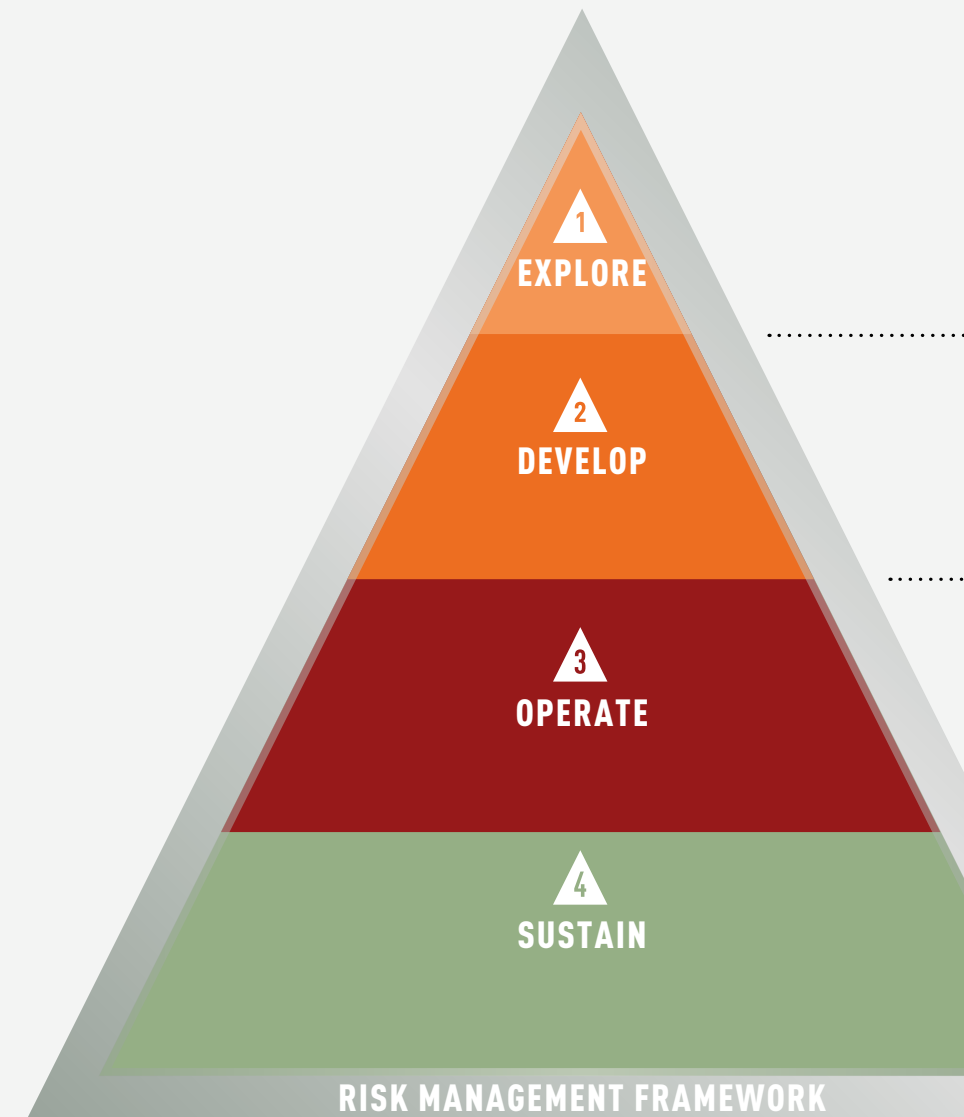 1
EXPLORE
2
DEVELOP
3
OPERATE
4
SUSTAIN
RISK MANAGEMENT FRAMEWORK